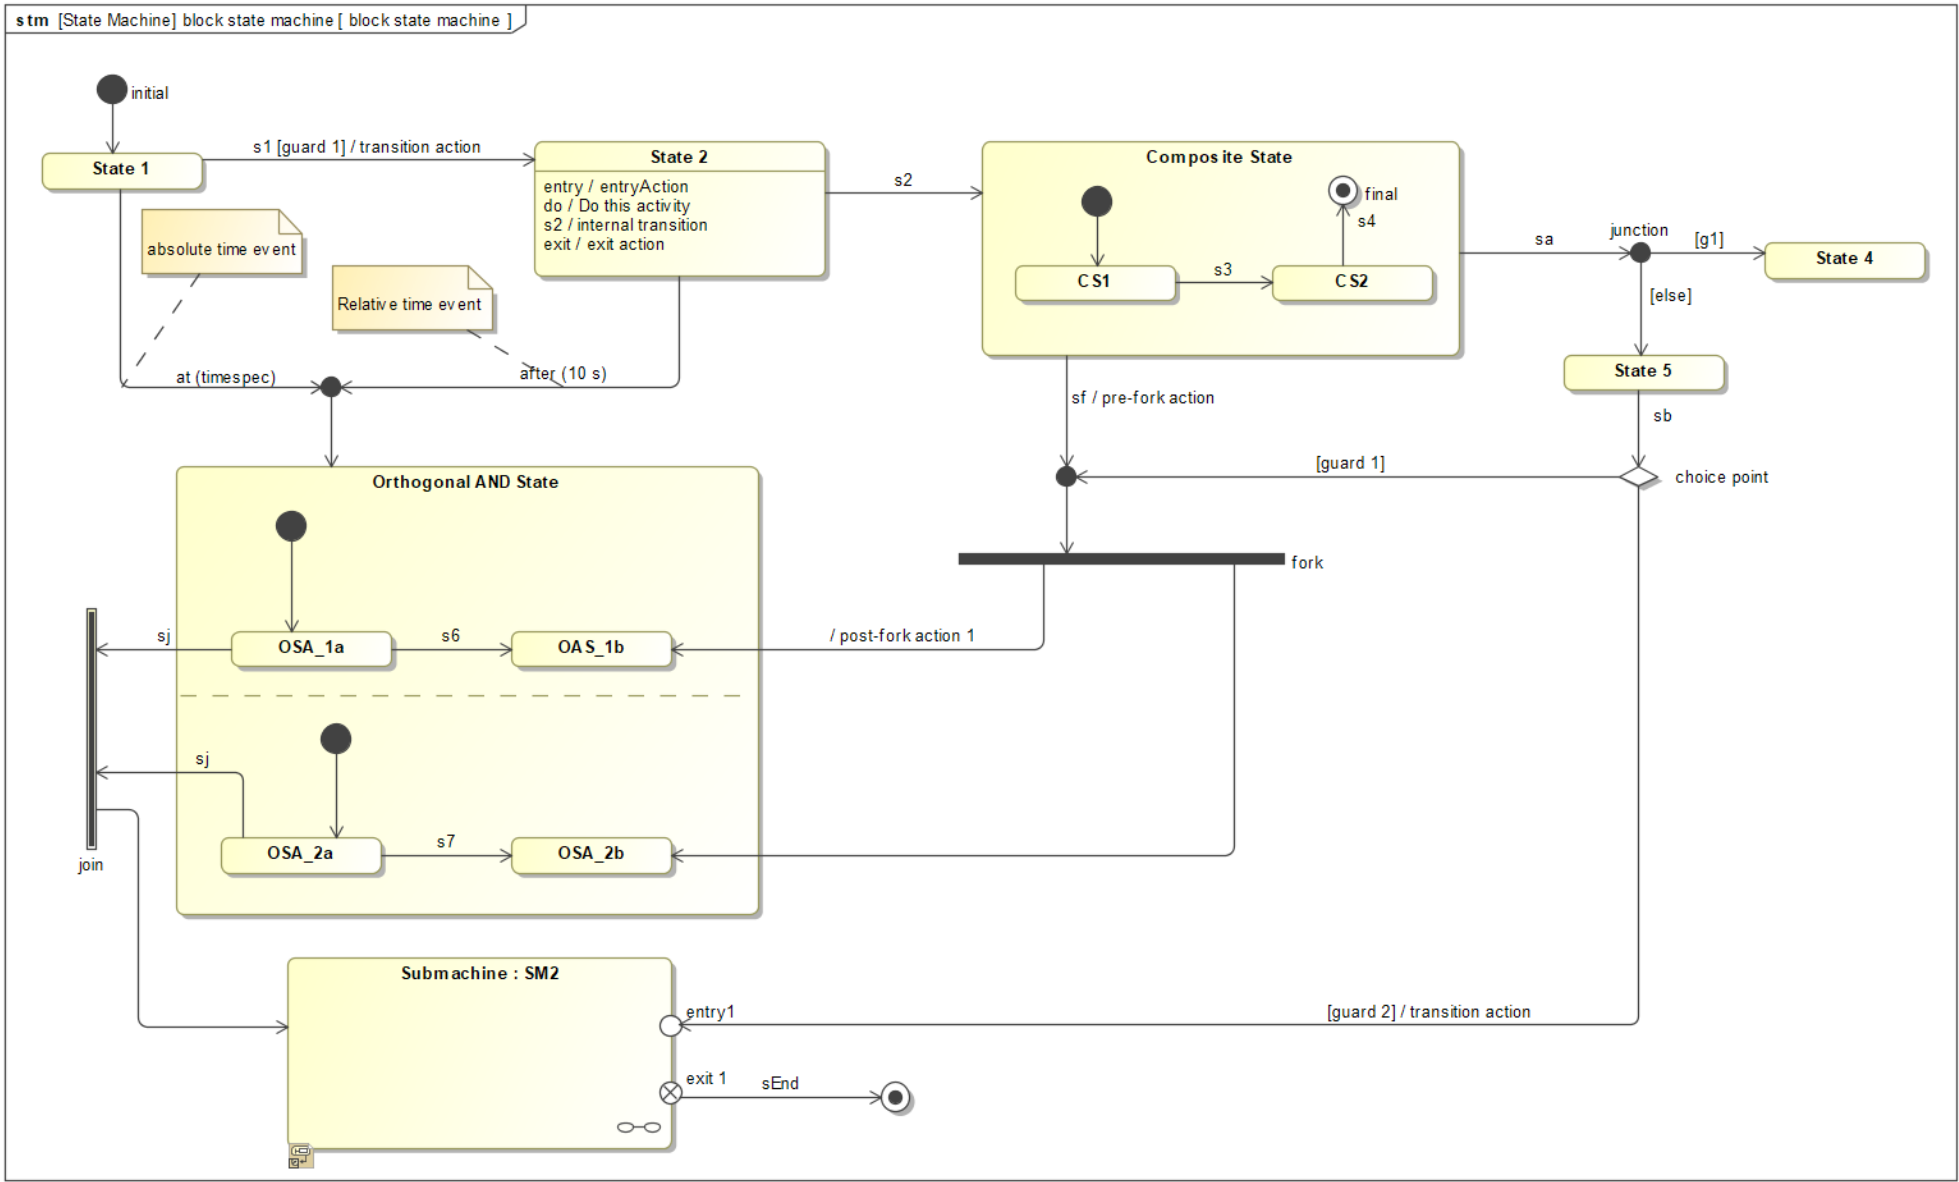 stm [State Machine] block state machine [ block state machine ]
initial
State 1
s1 [guard 1] / transition action
State 2
entry / entryAction
do / Do this activity
s2 / internal transition
exit / exit action
s2
Composite State
final
s4
CS1
s3
CS2
sa
junction
[g1]
State 4
[else]
State 5
sb
absolute time event
Relative time event
at (timespec)
after (10 s)
sf / pre-fork action
[guard 1]
choice point
fork
Orthogonal AND State
/ post-fork action 1
sj
OSA_1a
s6
OAS_1b
sj
OSA_2a
s7
OSA_2b
join
Submachine : SM2
entry1
[guard 2] / transition action
exit 1
sEnd